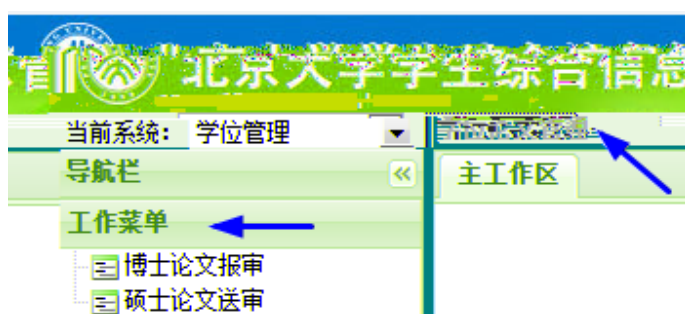 北京大学学生综合信息
当前系统: 学位管理
导航栏
主工作区
工作菜单
博士论文报审
硕士论文送审